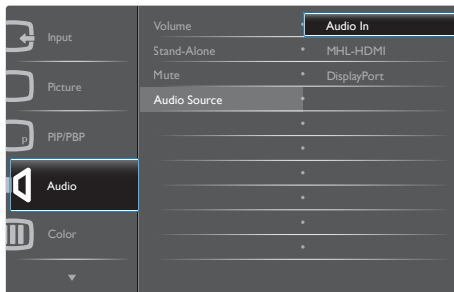 Input
Picture
P
PIP/PBP
Audio
Color
Volume
Stand-Alone
Mute
Audio Source
Audio In
MHL-HDMI
DisplayPort